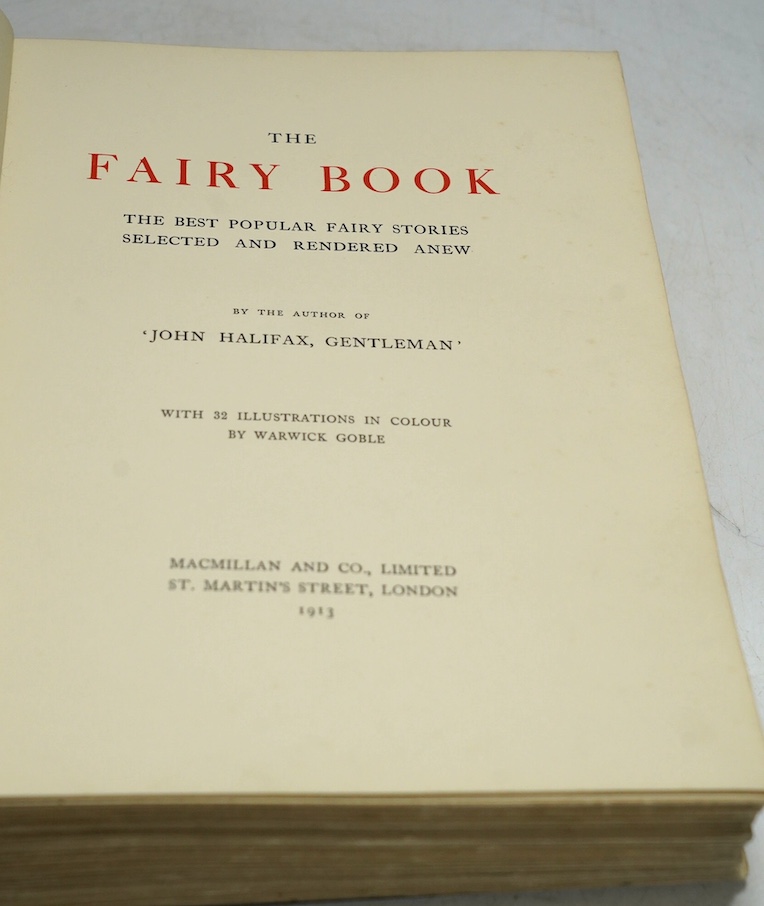 THE
FAIRY BOOK
THE BEST POPULAR FAIRY STORIES
SELECTED AND RENDERED ANEW
BY THE AUTHOR OF
‘JOHN HALIFAX, GENTLEMAN’
WITH 32 ILLUSTRATIONS IN COLOUR
BY WARWICK GOBLE
MACMILLAN AND CO., LIMITED
ST. MARTIN'S STREET, LONDON
1913